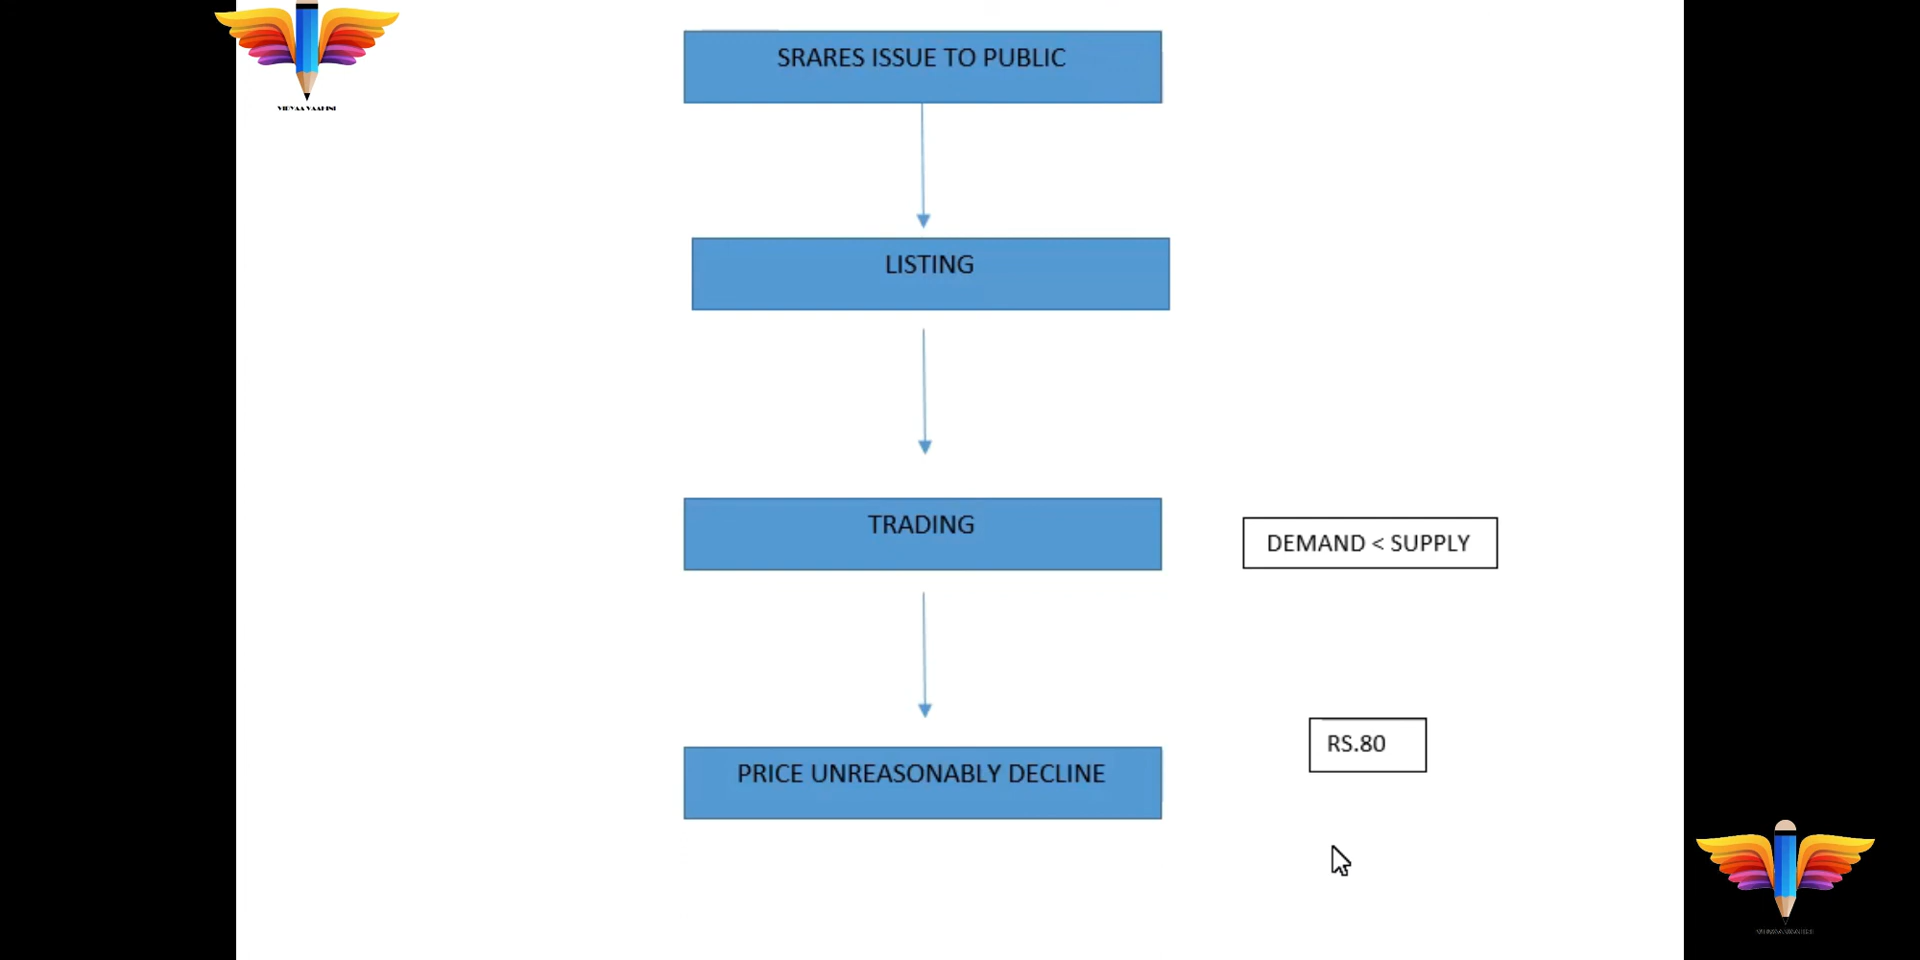 SRARES ISSUE TO PUBLIC
LISTING
TRADING
DEMAND < SUPPLY
RS.80
PRICE UNREASONABLY DECLINE